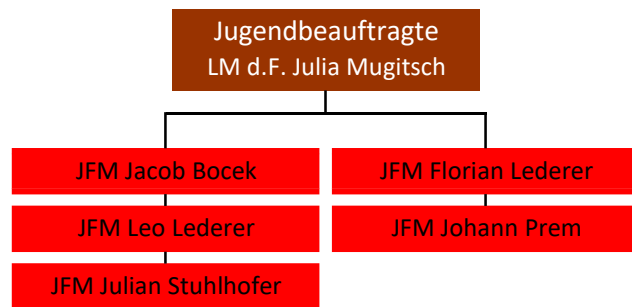 Jugendbeauftragte
LM d.F. Julia Mugitsch
JFM Jacob Bocek
JFM Florian Lederer
JFM Leo Lederer
JFM Johann Prem
JFM Julian Stuhlhofer